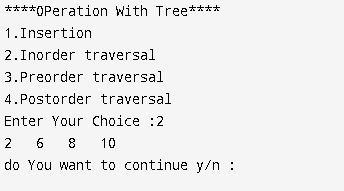 ****OPeration With Tree****
1.Insertion
2.Inorder traversal
3.Preorder traversal
4.Postorder traversal
Enter Your Choice :2
2   6   8   10
do You want to continue y/n :